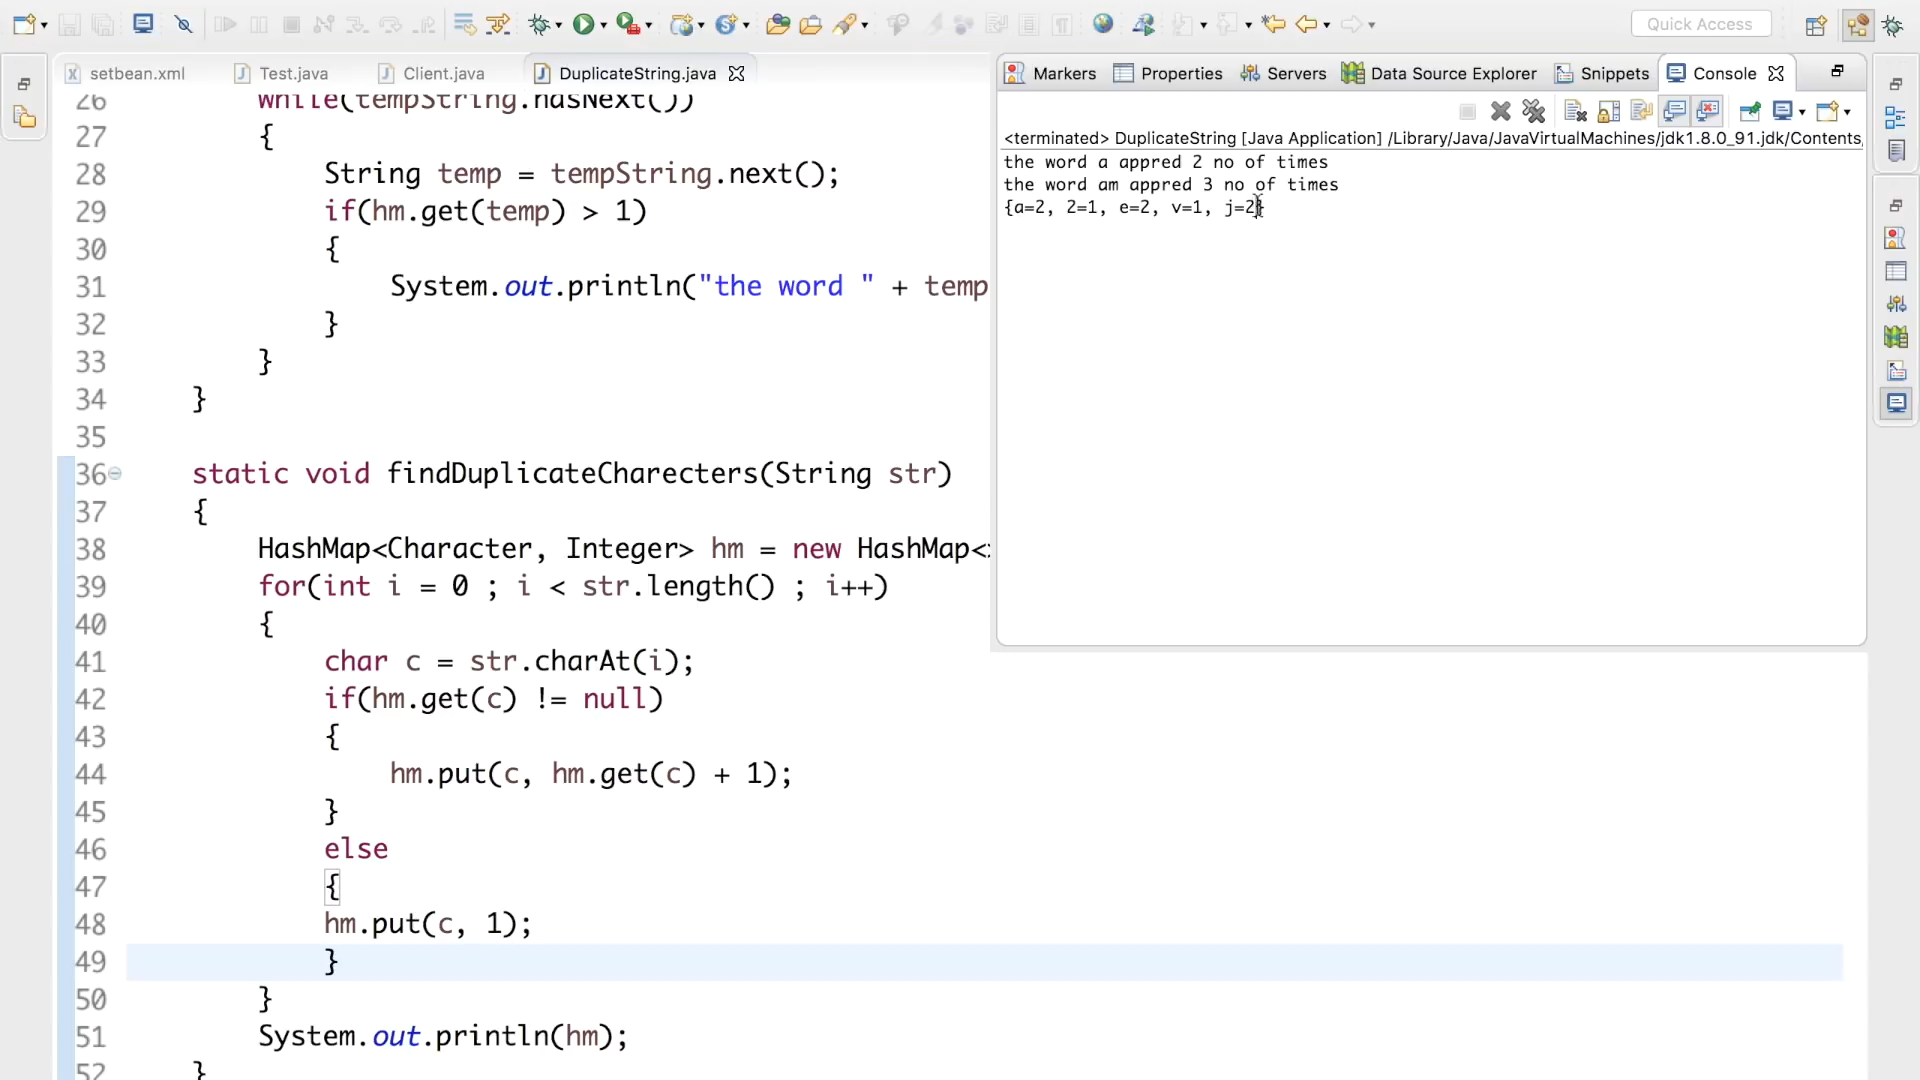 Quick Access
setbean.xml Test.java Client.java DuplicateString.java
Markers Properties Servers Data Source Explorer Snippets Console
<terminated> DuplicateString [Java Application] /Library/Java/JavaVirtualMachines/jdk1.8.0_91.jdk/Contents
the word a appred 2 no of times
the word am appred 3 no of times
{a=2, 2=1, e=2, v=1, j=2}
26 while(tempString.hasNext())
27 {
28 String temp = tempString.next();
29 if(hm.get(temp) > 1)
30 {
31 System.out.println("the word " + temp
32 }
33 }
34 }
35
36 static void findDuplicateCharecters(String str)
37 {
38 HashMap<Character, Integer> hm = new HashMap<>
39 for(int i = 0 ; i < str.length() ; i++)
40 {
41 char c = str.charAt(i);
42 if(hm.get(c) != null)
43 {
44 hm.put(c, hm.get(c) + 1);
45 }
46 else
47 {
48 hm.put(c, 1);
49 }
50 }
51 System.out.println(hm);
52 }